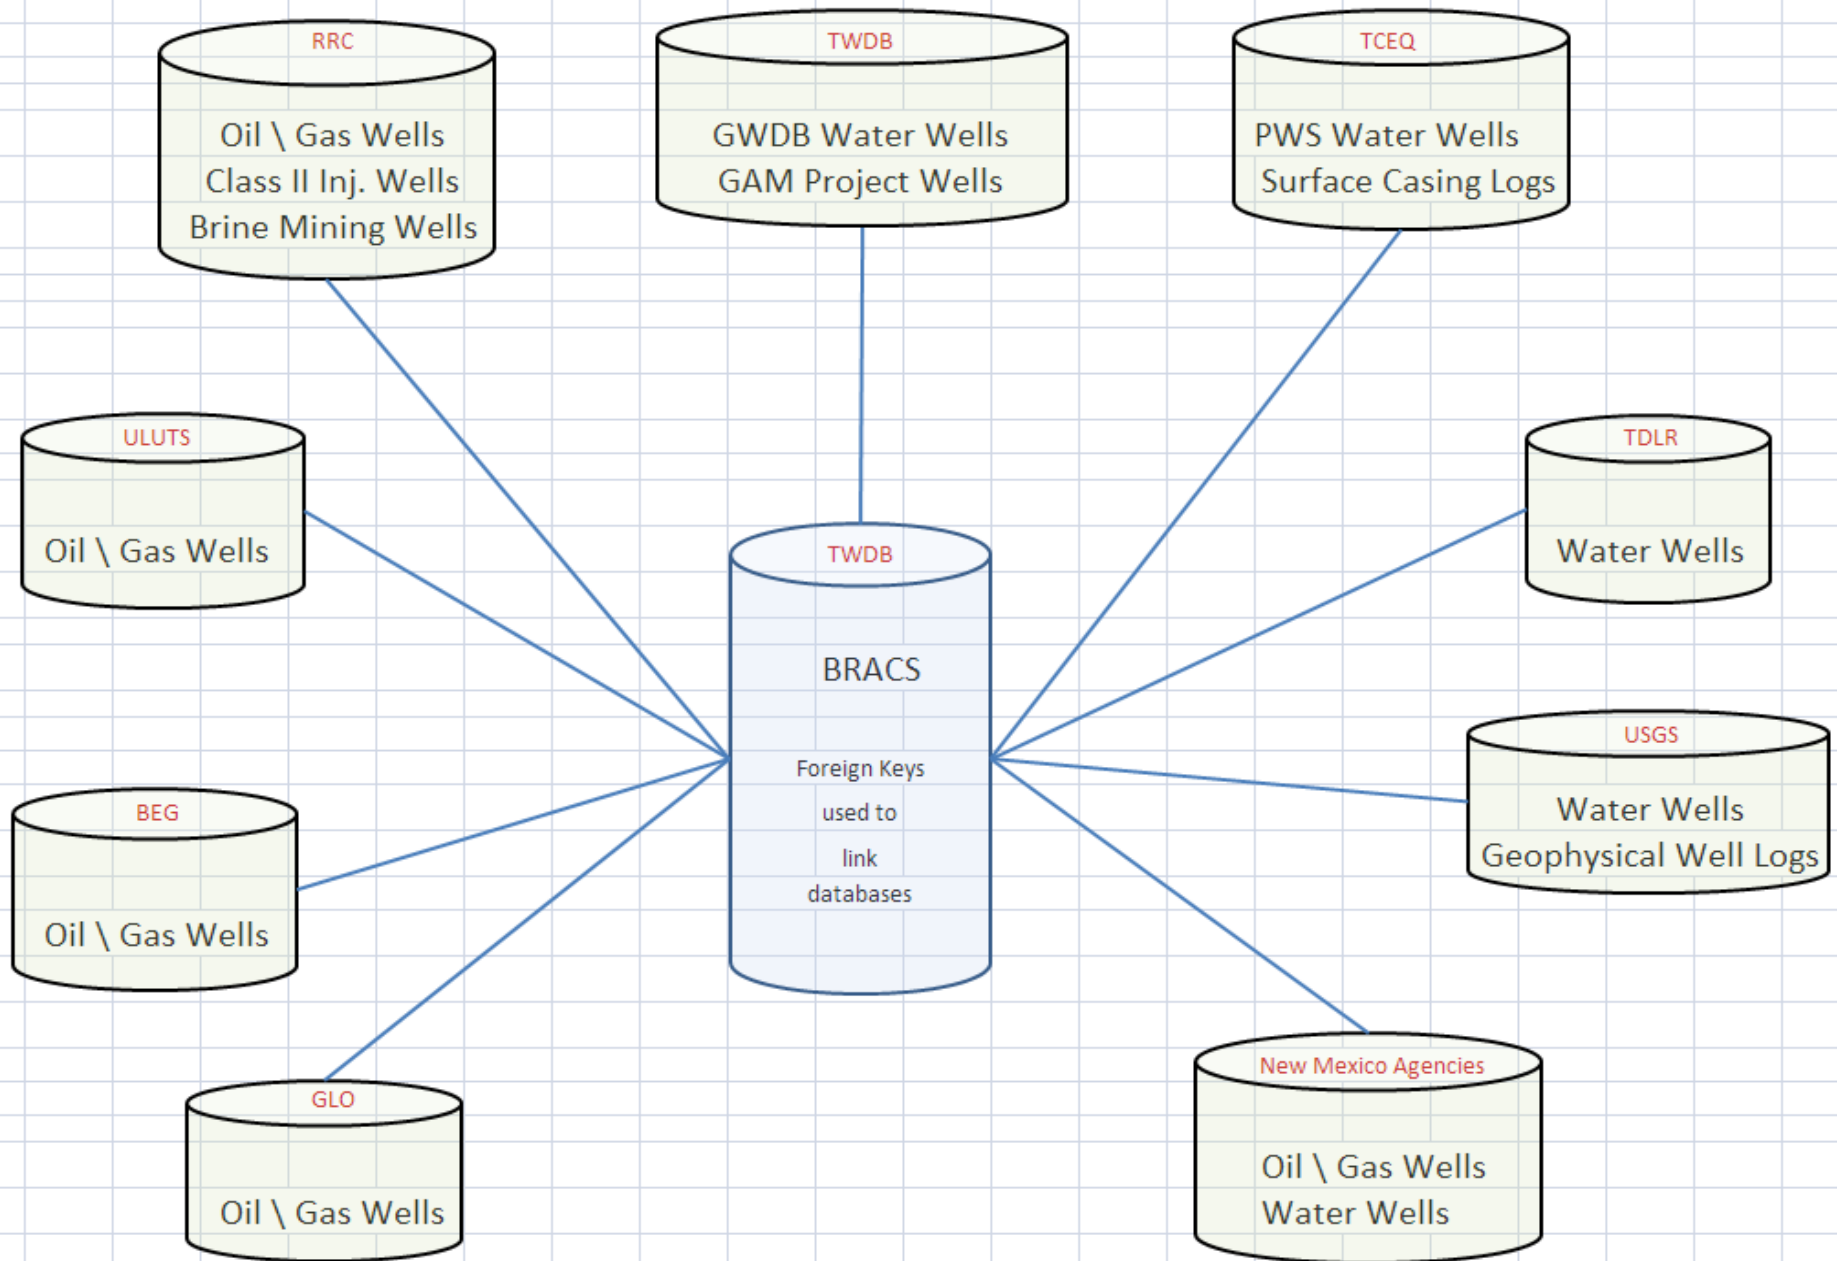 RRC
Oil \ Gas Wells
Class II Inj. Wells
Brine Mining Wells
TWDB
GWDB Water Wells
GAM Project Wells
TCEQ
PWS Water Wells
Surface Casing Logs
ULUTS
Oil \ Gas Wells
TDLR
Water Wells
TWDB
BRACS
Foreign Keys
used to
link
databases
USGS
Water Wells
Geophysical Well Logs
BEG
Oil \ Gas Wells
GLO
Oil \ Gas Wells
New Mexico Agencies
Oil \ Gas Wells
Water Wells